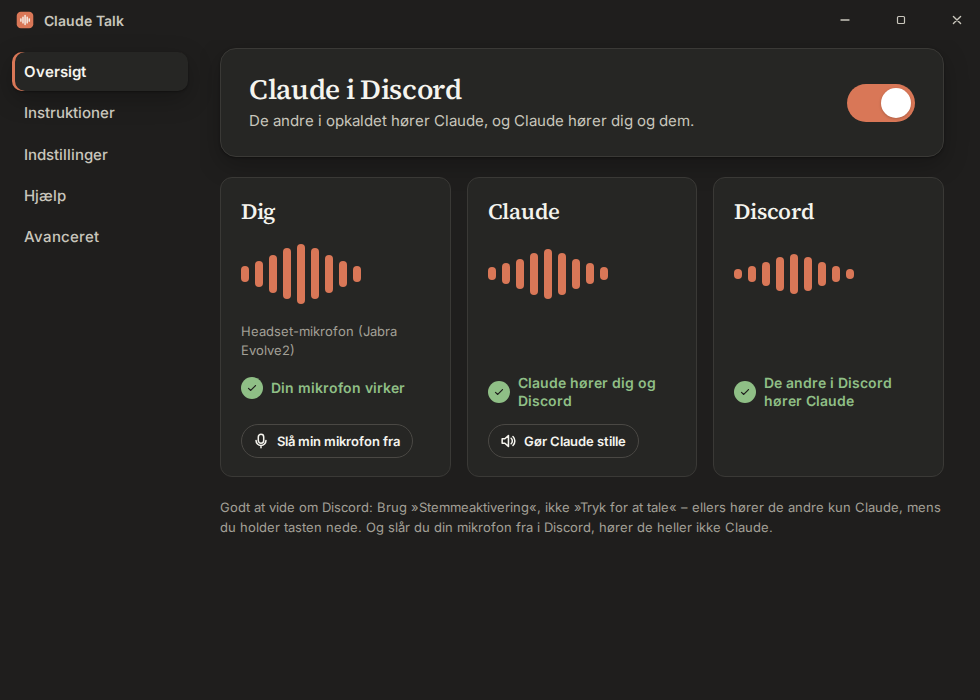 Claude Talk
Oversigt
Instruktioner
Indstillinger
Hjælp
Avanceret
Claude i Discord
De andre i opkaldet hører Claude, og Claude hører dig og dem.
Dig
Headset-mikrofon (Jabra
Evolve2)
Din mikrofon virker
Slå min mikrofon fra
Claude
Claude hører dig og
Discord
Gør Claude stille
Discord
De andre i Discord
hører Claude
Godt at vide om Discord: Brug »Stemmeaktivering«, ikke »Tryk for at tale« – ellers hører de andre kun Claude, mens
du holder tasten nede. Og slår du din mikrofon fra i Discord, hører de heller ikke Claude.